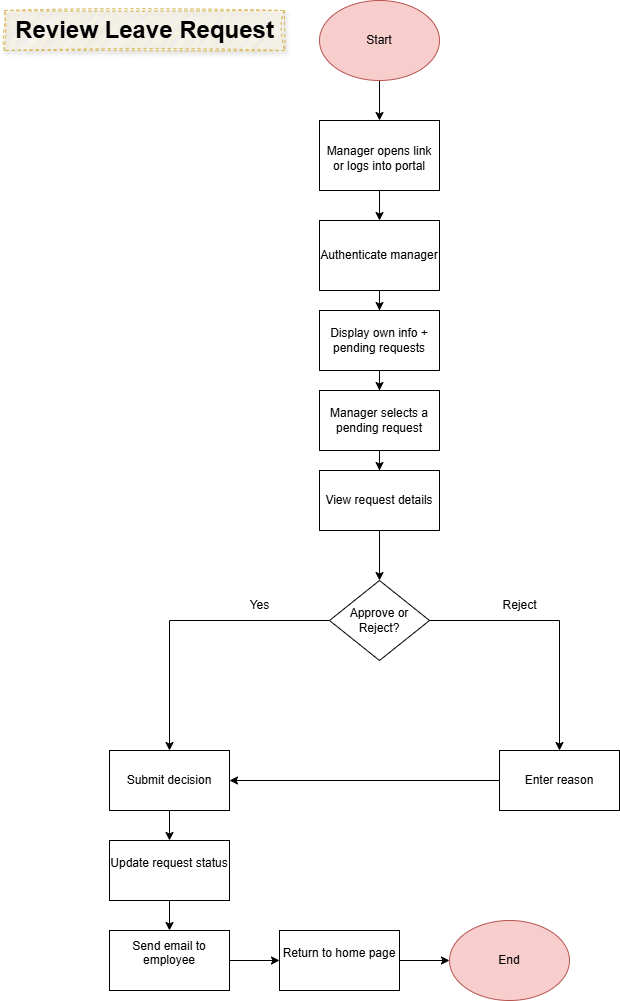 Review Leave Request
Start
Manager opens link
or logs into portal
Authenticate manager
Display own info +
pending requests
Manager selects a
pending request
View request details
Approve or
Reject?
Yes
Reject
Submit decision
Enter reason
Update request status
Send email to
employee
Return to home page
End